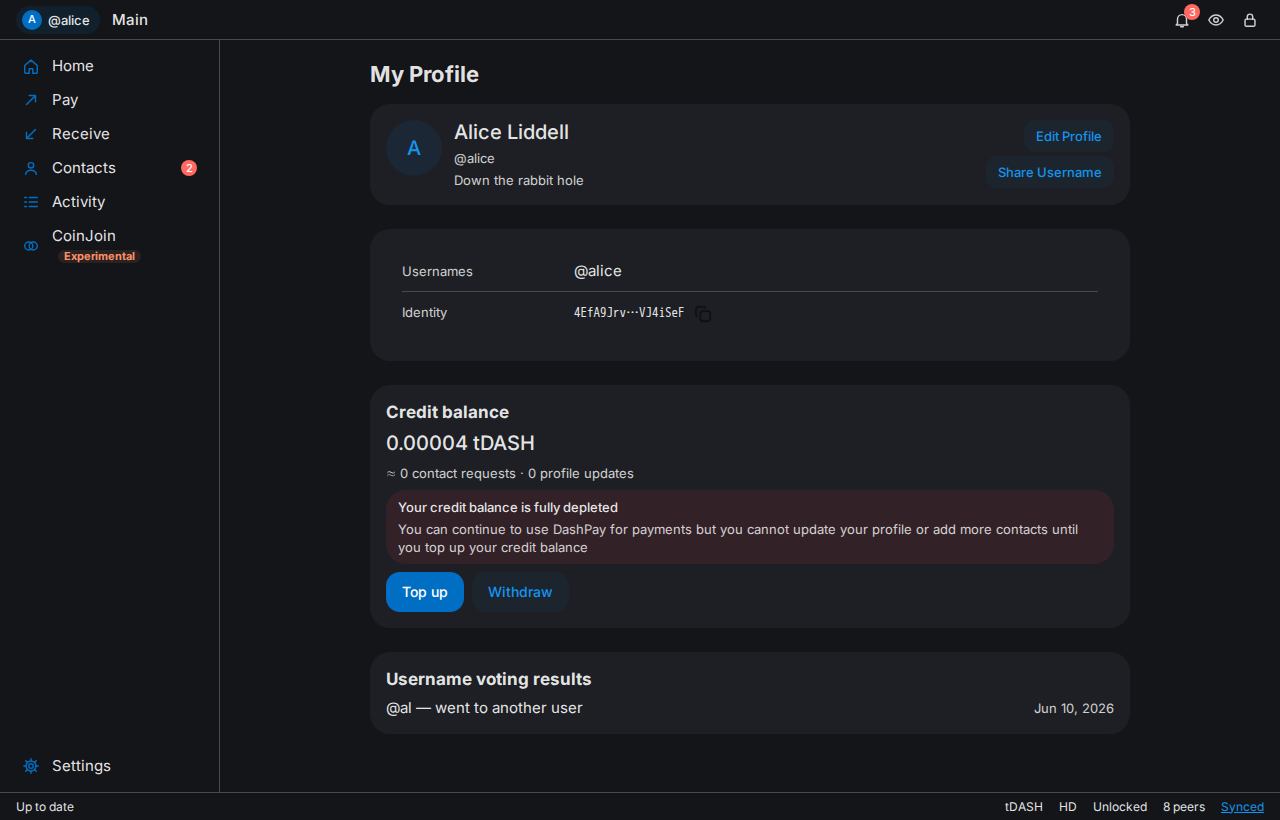 A @alice Main 3
Home
Pay
Receive
Contacts 2
Activity
CoinJoin
Experimental
Settings
My Profile
A
Alice Liddell
@alice
Down the rabbit hole
Edit Profile
Share Username
Usernames @alice
Identity 4EfA9Jrv⋯VJ4iSeF
Credit balance
0.00004 tDASH
≈ 0 contact requests · 0 profile updates
Your credit balance is fully depleted
You can continue to use DashPay for payments but you cannot update your profile or add more contacts until
you top up your credit balance
Top up Withdraw
Username voting results
@al — went to another user Jun 10, 2026
Up to date tDASH HD Unlocked 8 peers Synced